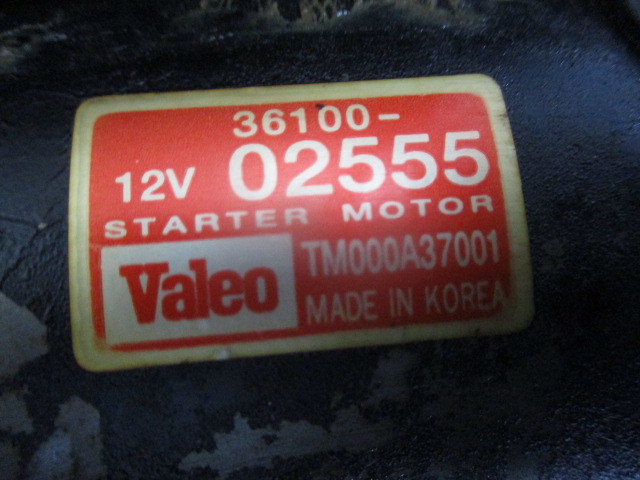 36100-
12V 02555
STARTER MOTOR
Valeo TM000A37001
MADE IN KOREA